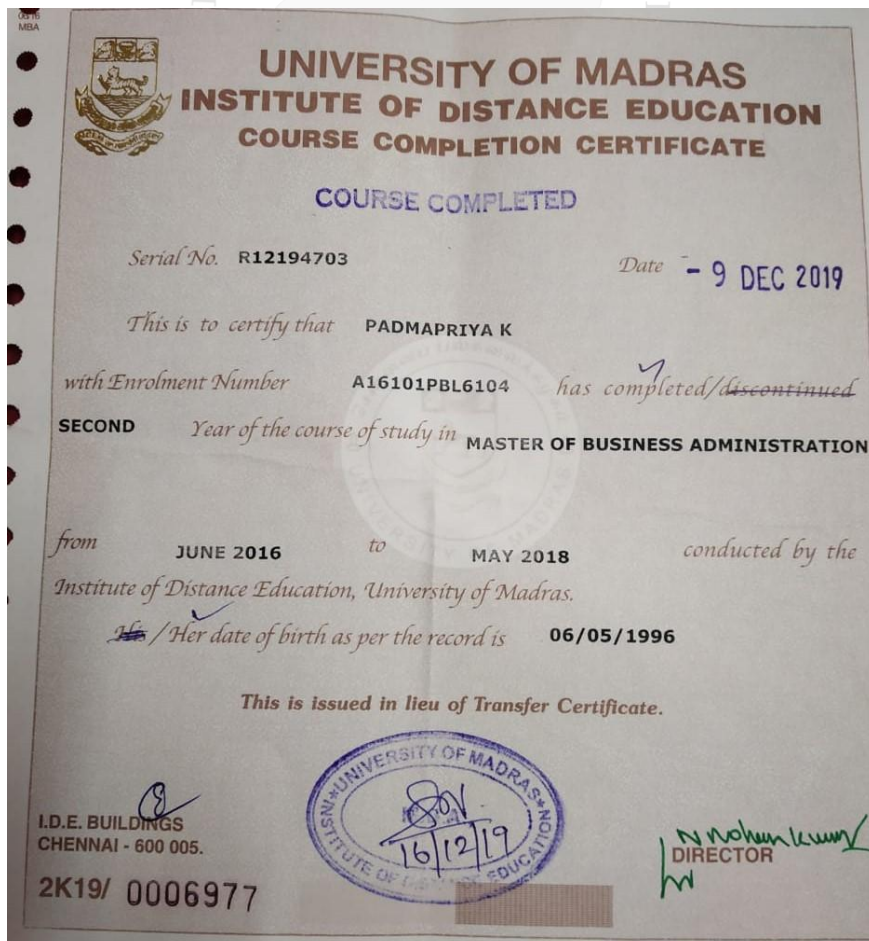 MBA
UNIVERSITY OF MADRAS
INSTITUTE OF DISTANCE EDUCATION
COURSE COMPLETION CERTIFICATE
COURSE COMPLETED
Serial No. R12194703
Date - 9 DEC 2019
This is to certify that PADMAPRIYA K
with Enrolment Number A16101PBL6104 has completed/discontinued
SECOND Year of the course of study in MASTER OF BUSINESS ADMINISTRATION
from JUNE 2016 to MAY 2018 conducted by the
Institute of Distance Education, University of Madras.
His / Her date of birth as per the record is 06/05/1996
This is issued in lieu of Transfer Certificate.
UNIVERSITY OF MADRAS
INSTITUTE OF DISTANCE EDUCATION
16/12/19
I.D.E. BUILDINGS
CHENNAI - 600 005.
DIRECTOR
2K19/ 0006977